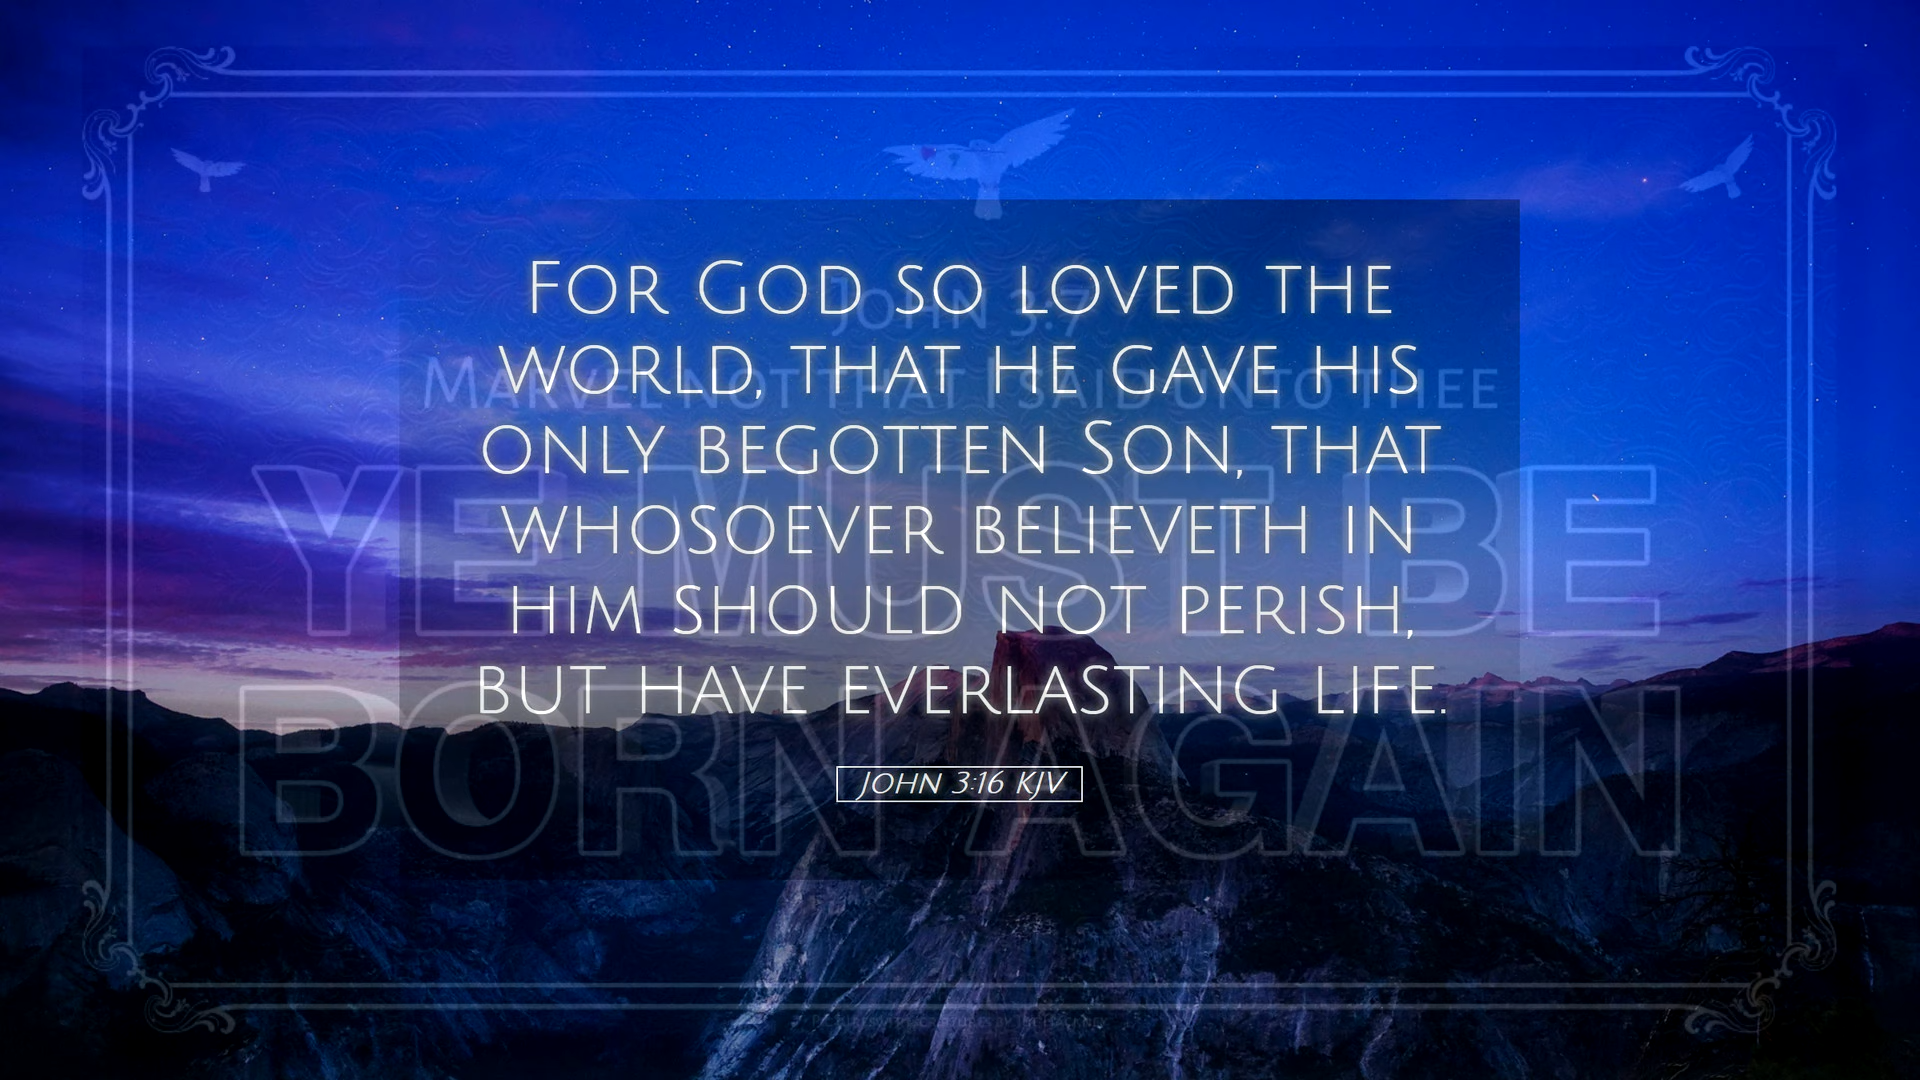 For God so loved the
John 3:7
world, that he gave his
Marvel not that I said unto thee
only begotten Son, that
YE MUST BE
whosoever believeth in
him should not perish,
but have everlasting life.
BORN AGAIN
JOHN 3:16 KJV